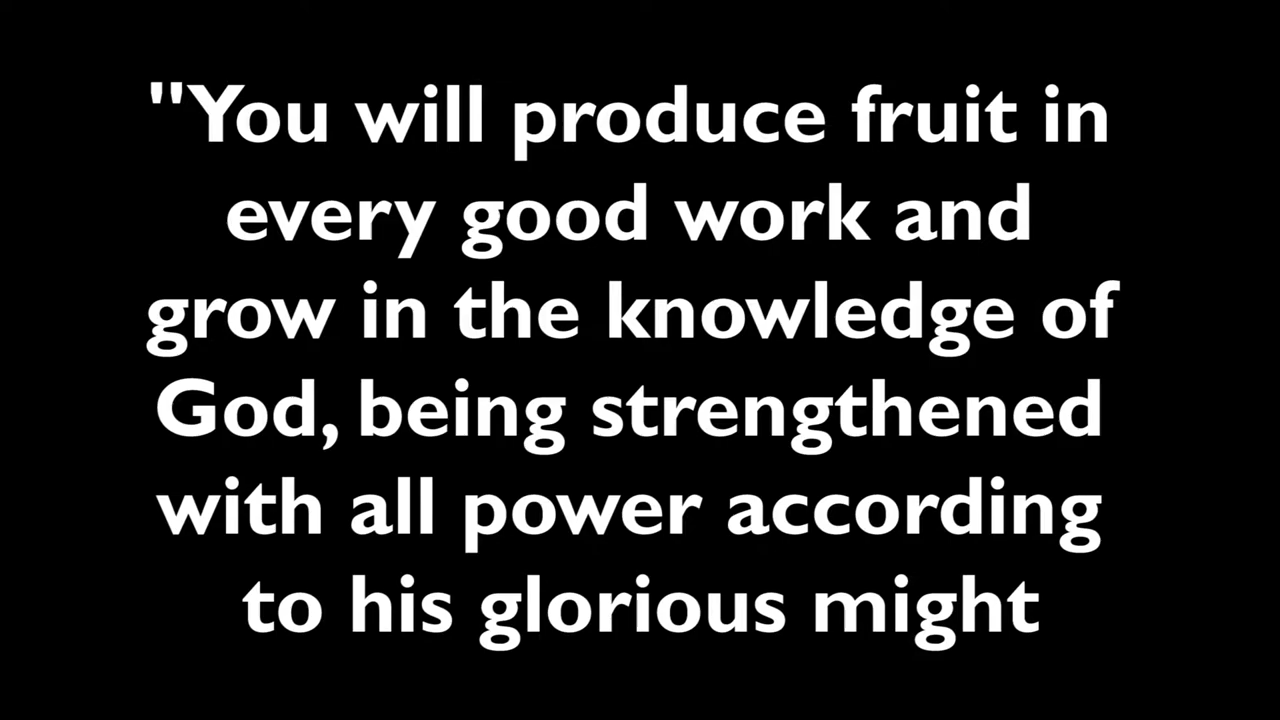 "You will produce fruit in
every good work and
grow in the knowledge of
God, being strengthened
with all power according
to his glorious might